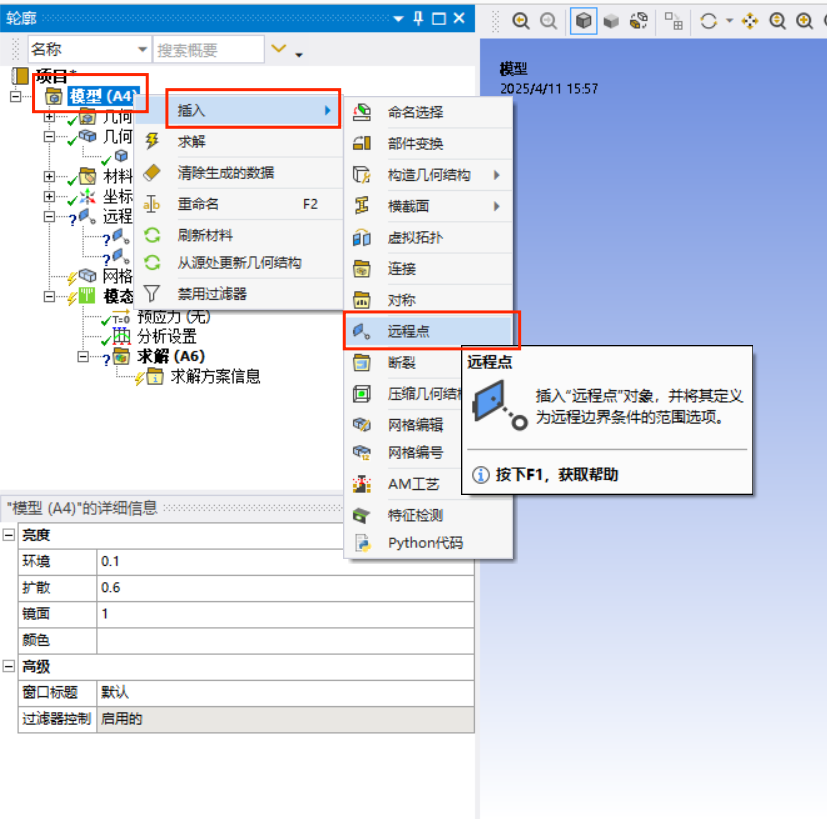 轮廓
名称
搜索概要
项目*
模型 (A4)
几何
几何
材料
坐标
远程
网格
模态
预应力 (无)
T=0
分析设置
求解 (A6)
求解方案信息
插入
求解
清除生成的数据
重命名 F2
刷新材料
从源处更新几何结构
禁用过滤器
命名选择
部件变换
构造几何结构
横截面
虚拟拓扑
连接
对称
远程点
断裂
压缩几何结构
网格编辑
网格编号
AM工艺
特征检测
Python代码
模型
2025/4/11 15:57
远程点
插入“远程点”对象，并将其定义
为远程边界条件的范围选项。
按下F1，获取帮助
"模型 (A4)"的详细信息
亮度
环境 0.1
扩散 0.6
镜面 1
颜色
高级
窗口标题 默认
过滤器控制 启用的